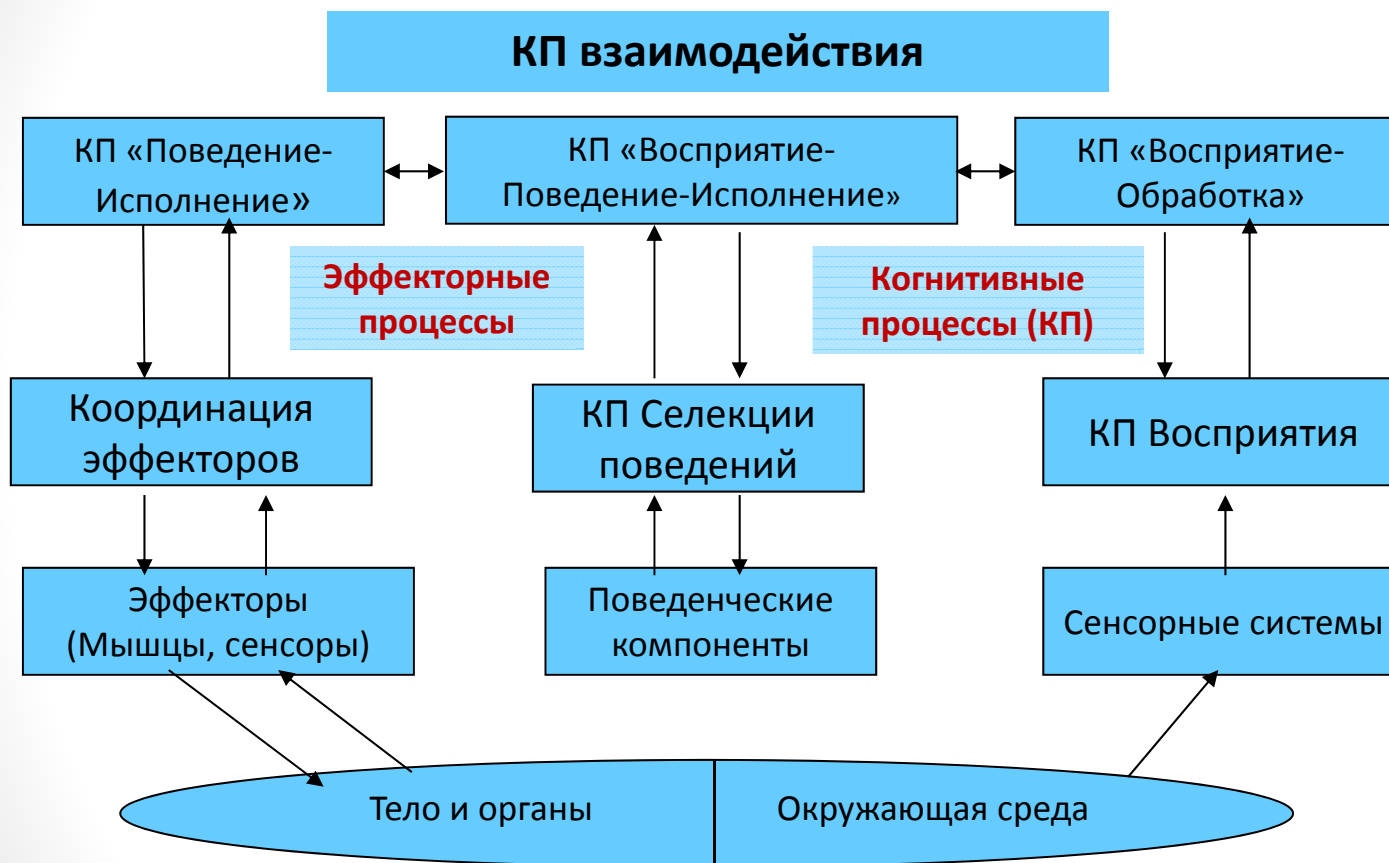 КП взаимодействия
КП «Поведение-
Исполнение»
КП «Восприятие-
Поведение-Исполнение»
КП «Восприятие-
Обработка»
Эффекторные
процессы
Когнитивные
процессы (КП)
Координация
эффекторов
КП Селекции
поведений
КП Восприятия
Эффекторы
(Мышцы, сенсоры)
Поведенческие
компоненты
Сенсорные системы
Тело и органы
Окружающая среда